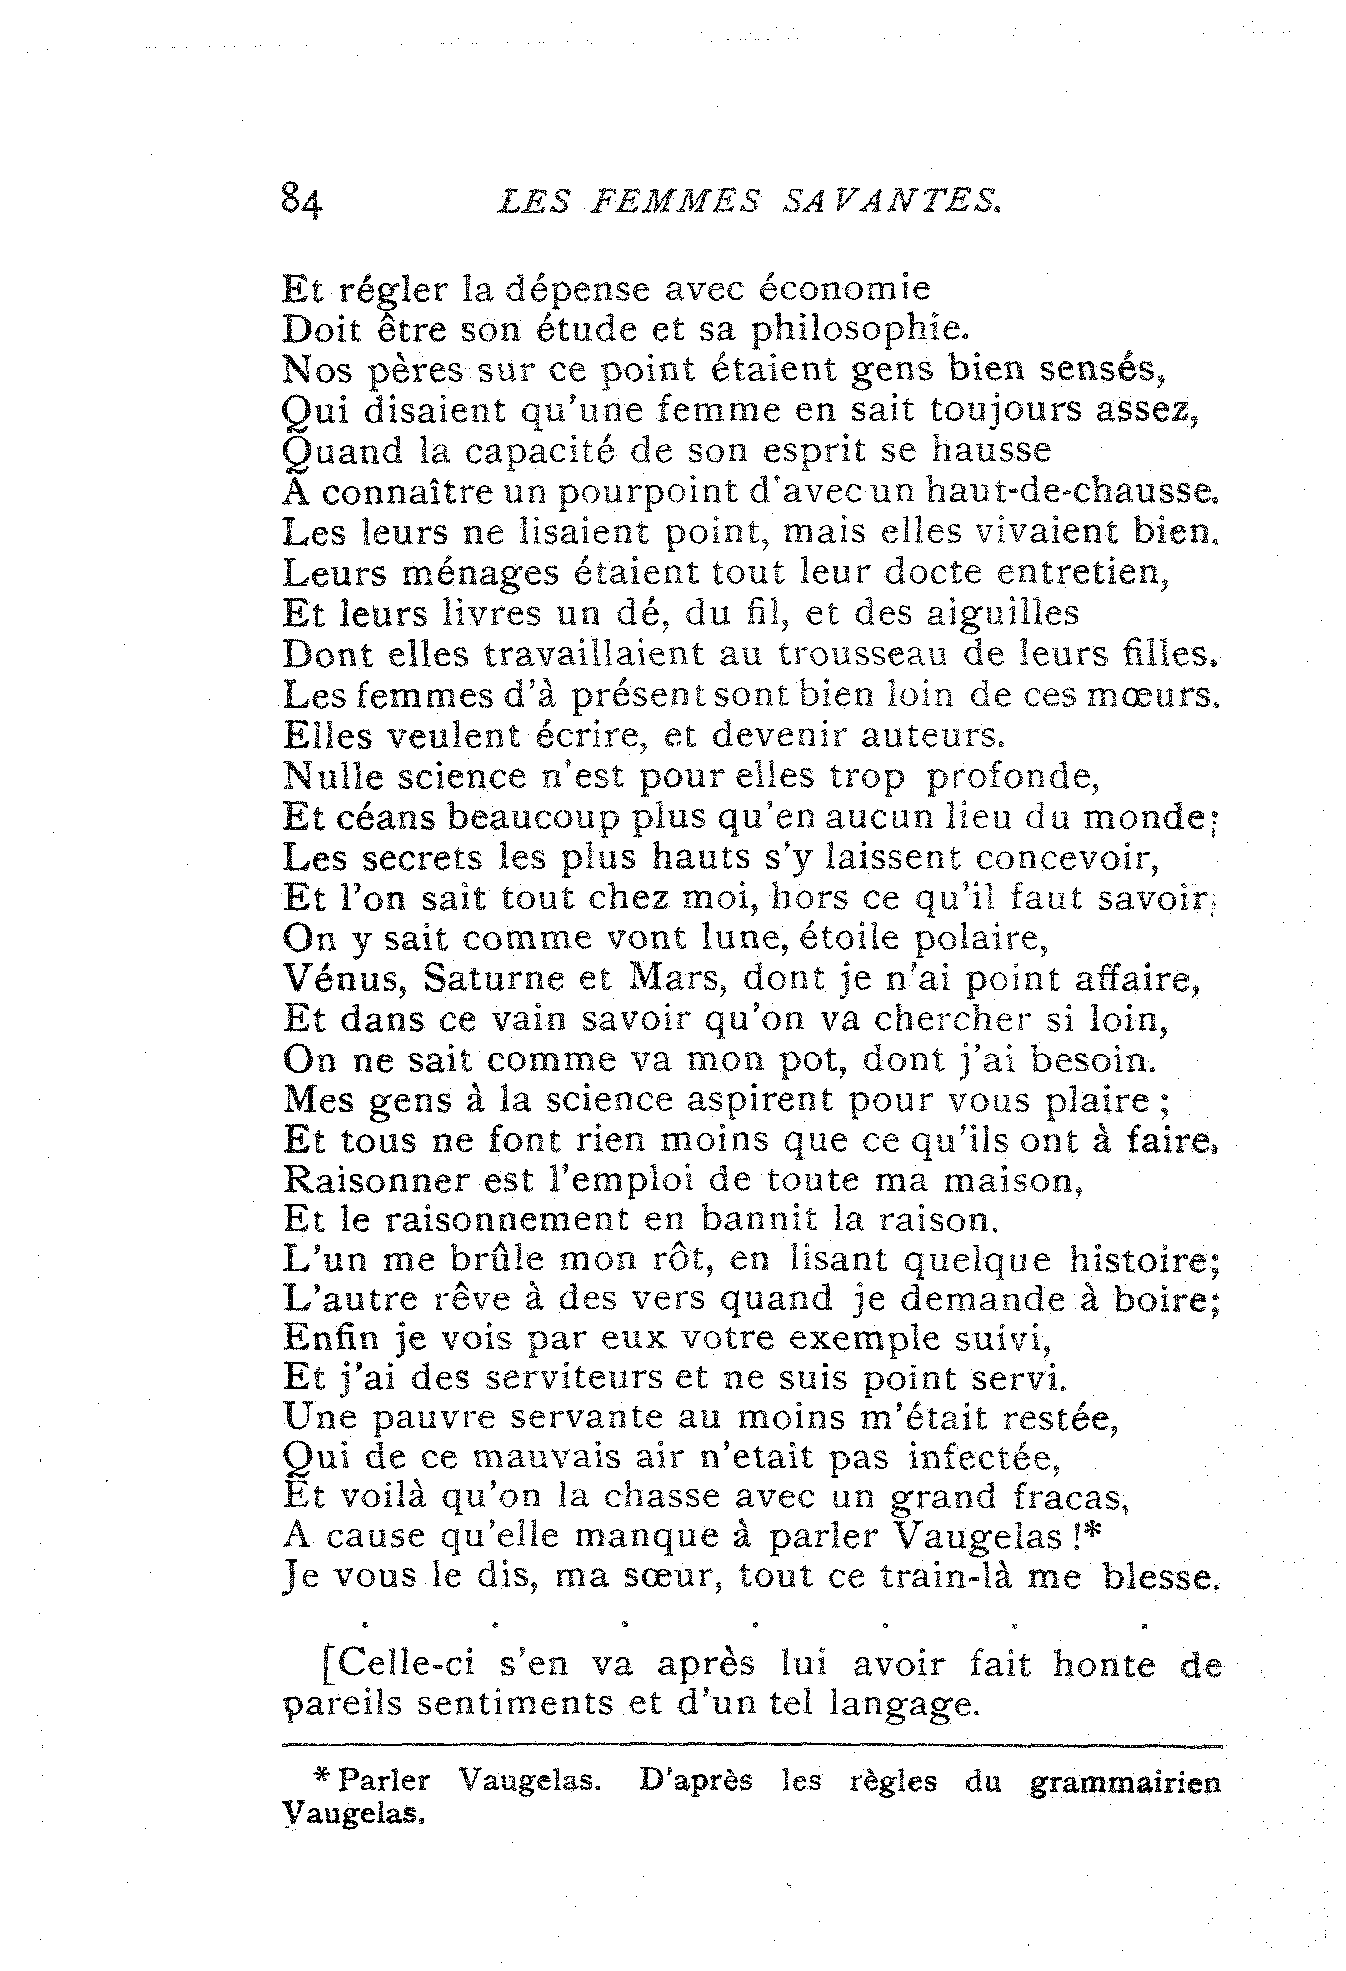 84 LES FEMMES SAVANTES.
Et régler la dépense avec économie
Doit être son étude et sa philosophie.
Nos pères sur ce point étaient gens bien sensés,
Qui disaient qu'une femme en sait toujours assez,
Quand la capacité de son esprit se hausse
A connaître un pourpoint d'avec un haut-de-chausse.
Les leurs ne lisaient point, mais elles vivaient bien.
Leurs ménages étaient tout leur docte entretien,
Et leurs livres un dé, du fil, et des aiguilles
Dont elles travaillaient au trousseau de leurs filles.
Les femmes d'à présent sont bien loin de ces mœurs.
Elles veulent écrire, et devenir auteurs.
Nulle science n'est pour elles trop profonde,
Et céans beaucoup plus qu'en aucun lieu du monde;
Les secrets les plus hauts s'y laissent concevoir,
Et l'on sait tout chez moi, hors ce qu'il faut savoir;
On y sait comme vont lune, étoile polaire,
Vénus, Saturne et Mars, dont je n'ai point affaire,
Et dans ce vain savoir qu'on va chercher si loin,
On ne sait comme va mon pot, dont j'ai besoin.
Mes gens à la science aspirent pour vous plaire ;
Et tous ne font rien moins que ce qu'ils ont à faire,
Raisonner est l'emploi de toute ma maison,
Et le raisonnement en bannit la raison.
L'un me brûle mon rôt, en lisant quelque histoire;
L'autre rêve à des vers quand je demande à boire;
Enfin je vois par eux votre exemple suivi,
Et j'ai des serviteurs et ne suis point servi.
Une pauvre servante au moins m'était restée,
Qui de ce mauvais air n'etait pas infectée,
Et voilà qu'on la chasse avec un grand fracas,
A cause qu'elle manque à parler Vaugelas !*
Je vous le dis, ma sœur, tout ce train-là me blesse.
. . . . . . .
[Celle-ci s'en va après lui avoir fait honte de
pareils sentiments et d'un tel langage.
* Parler Vaugelas. D'après les règles du grammairien
Vaugelas.